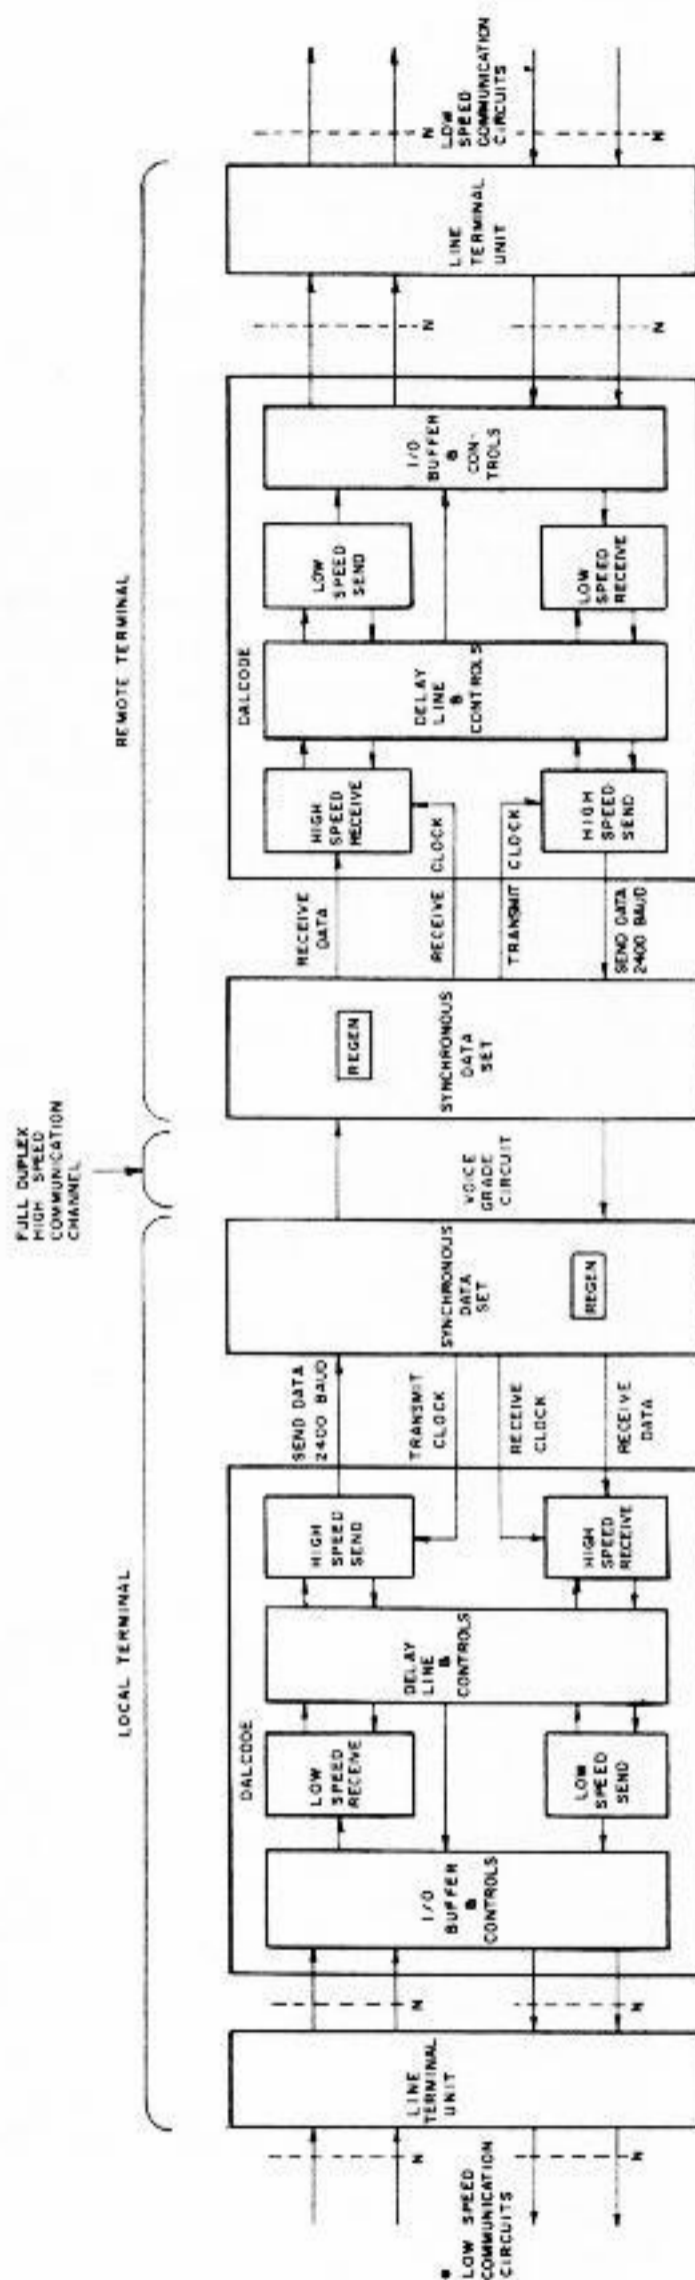 FULL DUPLEX
HIGH SPEED
COMMUNICATION
CHANNEL
LOCAL TERMINAL
REMOTE TERMINAL
LOW SPEED
COMMUNICATION
CIRCUITS
N
N
LINE
TERMINAL
UNIT
N
N
DALCODE
I/O
BUFFER
&
CONTROLS
LOW
SPEED
RECEIVE
LOW
SPEED
SEND
DELAY
LINE
&
CONTROLS
HIGH
SPEED
SEND
HIGH
SPEED
RECEIVE
SEND DATA
2400 BAUD
TRANSMIT
CLOCK
RECEIVE
CLOCK
RECEIVE
DATA
SYNCHRONOUS
DATA
SET
REGEN
VOICE
GRADE
CIRCUIT
REGEN
SYNCHRONOUS
DATA
SET
RECEIVE
DATA
RECEIVE CLOCK
TRANSMIT CLOCK
SEND DATA
2400 BAUD
DALCODE
HIGH
SPEED
RECEIVE
HIGH
SPEED
SEND
DELAY
LINE
&
CONTROLS
LOW
SPEED
SEND
LOW
SPEED
RECEIVE
I/O
BUFFER
&
CON-
TROLS
N
N
LINE
TERMINAL
UNIT
N
LOW
SPEED
COMMUNICATION
CIRCUITS
N